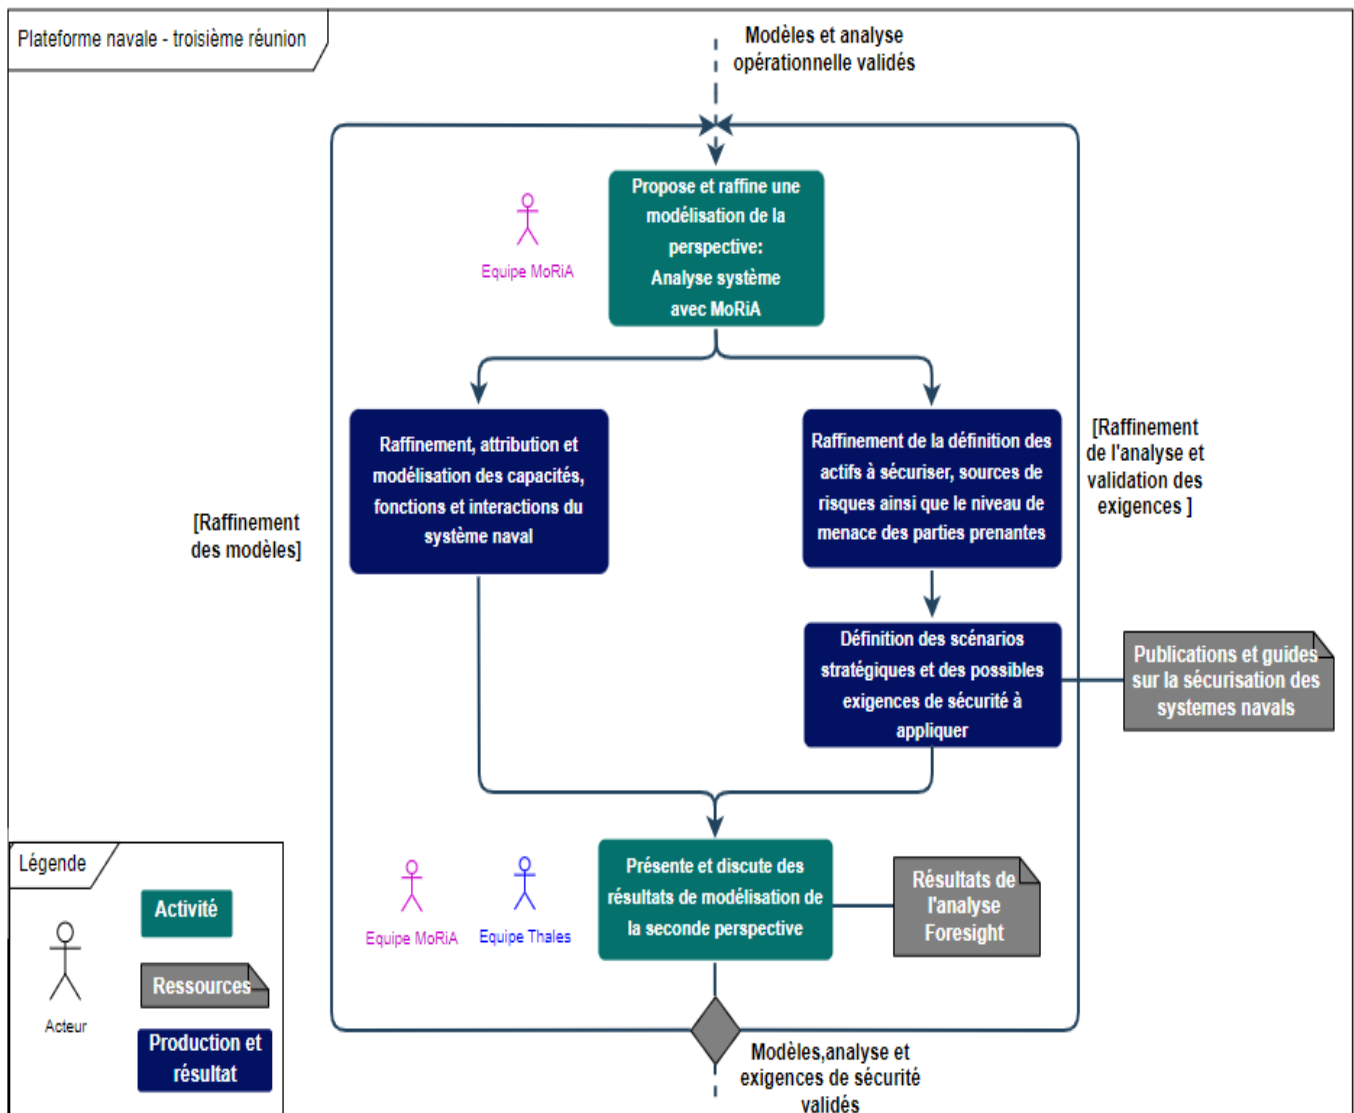 Plateforme navale - troisième réunion
Modèles et analyse
opérationnelle validés
Propose et raffine une
modélisation de la
perspective:
Analyse système
avec MoRiA
Equipe MoRiA
Raffinement, attribution et
modélisation des capacités,
fonctions et interactions du
système naval
Raffinement de la définition des
actifs à sécuriser, sources de
risques ainsi que le niveau de
menace des parties prenantes
[Raffinement
de l'analyse et
validation des
exigences ]
[Raffinement
des modèles]
Définition des scénarios
stratégiques et des possibles
exigences de sécurité à
appliquer
Publications et guides
sur la sécurisation des
systemes navals
Présente et discute des
résultats de modélisation de
la seconde perspective
Equipe MoRiA
Equipe Thales
Résultats de
l'analyse
Foresight
Modèles,analyse et
exigences de sécurité
validés
Légende
Acteur
Activité
Ressources
Production et
résultat